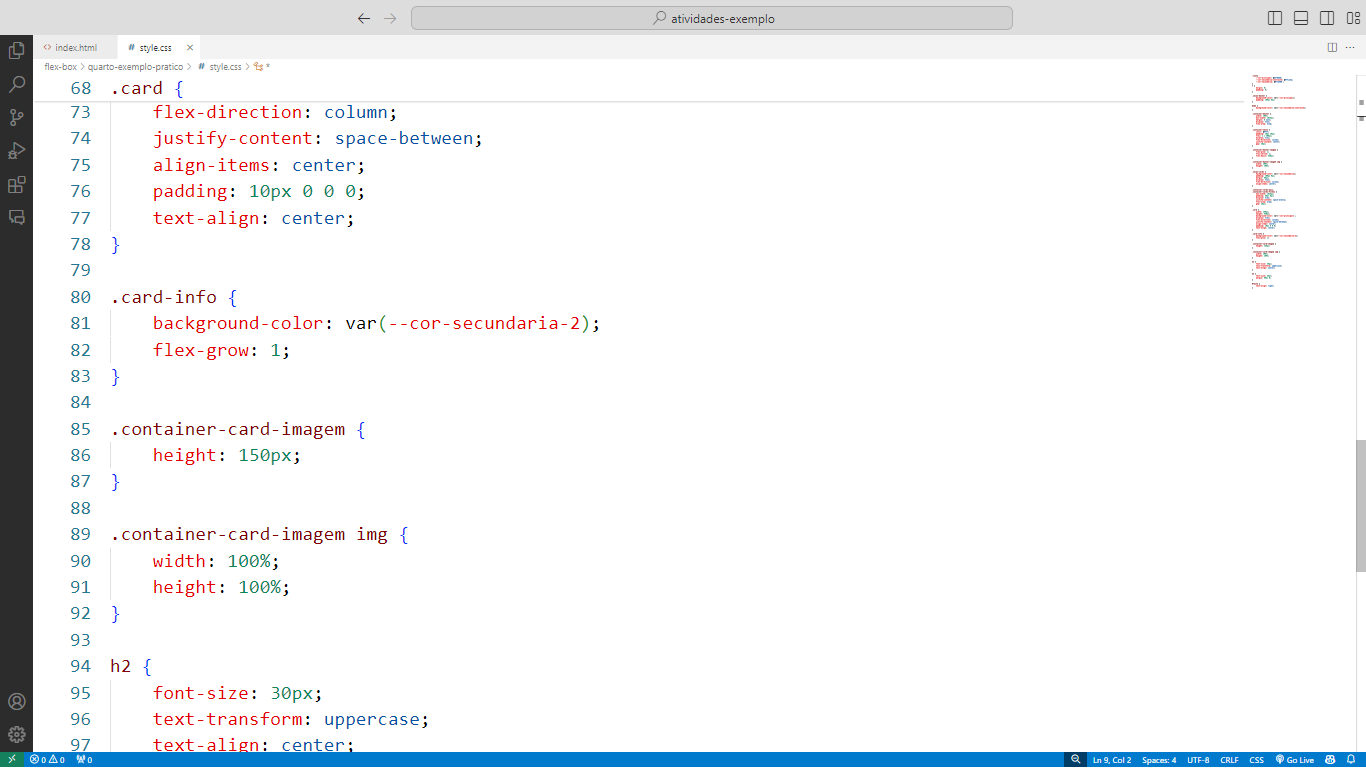 atividades-exemplo
index.html
# style.css
flex-box > quarto-exemplo-pratico > # style.css > *
68 .card {
73 flex-direction: column;
74 justify-content: space-between;
75 align-items: center;
76 padding: 10px 0 0 0;
77 text-align: center;
78 }
79
80 .card-info {
81 background-color: var(--cor-secundaria-2);
82 flex-grow: 1;
83 }
84
85 .container-card-imagem {
86 height: 150px;
87 }
88
89 .container-card-imagem img {
90 width: 100%;
91 height: 100%;
92 }
93
94 h2 {
95 font-size: 30px;
96 text-transform: uppercase;
97 text-align: center;
0 0 0 Ln 9, Col 2 Spaces: 4 UTF-8 CRLF CSS Go Live